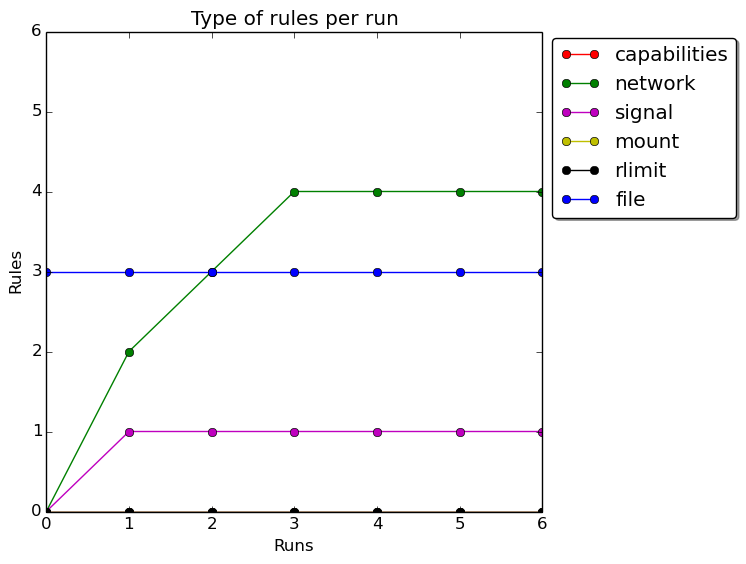 Type of rules per run
6
5
4
3
2
1
0
Rules
0 1 2 3 4 5 6
Runs
capabilities
network
signal
mount
rlimit
file